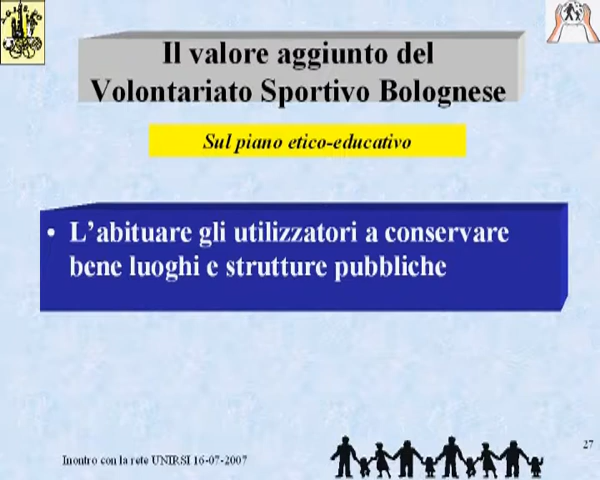 Il valore aggiunto del
Volontariato Sportivo Bolognese
Sul piano etico-educativo
• L'abituare gli utilizzatori a conservare
bene luoghi e strutture pubbliche
Inontro con la rete UNIRSI 16-07-2007
27